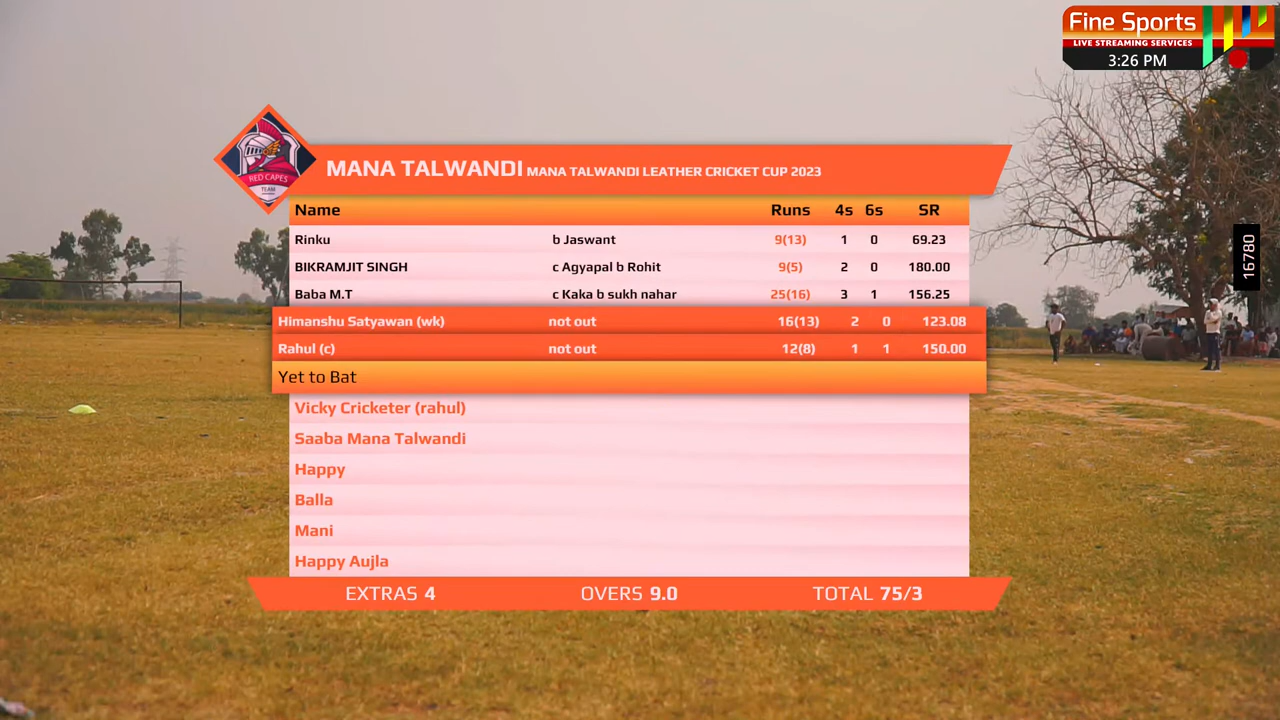 Fine Sports
LIVE STREAMING SERVICES
3:26 PM
RED CAPES
TEAM
MANA TALWANDI MANA TALWANDI LEATHER CRICKET CUP 2023
Name Runs 4s 6s SR
Rinku b Jaswant 9(13) 1 0 69.23
BIKRAMJIT SINGH c Agyapal b Rohit 9(5) 2 0 180.00
Baba M.T c Kaka b sukh nahar 25(16) 3 1 156.25
Himanshu Satyawan (wk) not out 16(13) 2 0 123.08
Rahul (c) not out 12(8) 1 1 150.00
Yet to Bat
Vicky Cricketer (rahul)
Saaba Mana Talwandi
Happy
Balla
Mani
Happy Aujla
EXTRAS 4 OVERS 9.0 TOTAL 75/3
16780